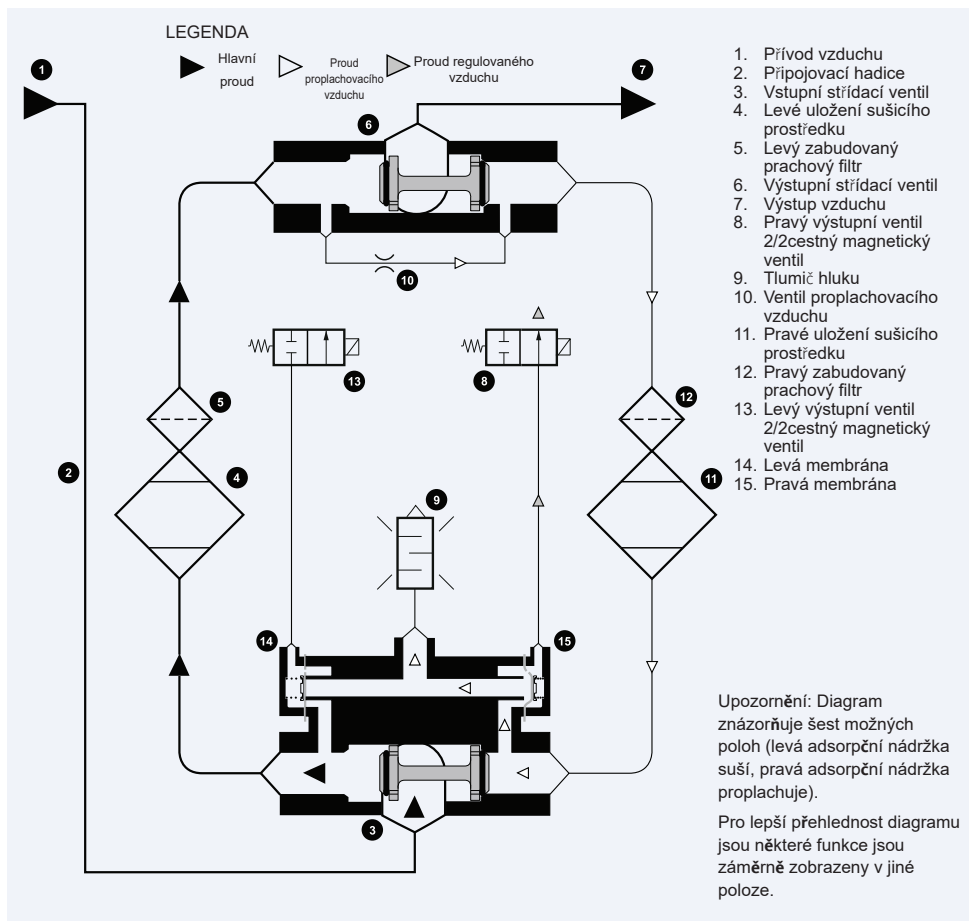 LEGENDA
Hlavní
proud
Proud
proplachovacího
vzduchu
Proud regulovaného
vzduchu
1
7
6
10
13
8
5
12
2
4
11
9
14
15
3
1. Přívod vzduchu
2. Připojovací hadice
3. Vstupní střídací ventil
4. Levé uložení sušicího
prostředku
5. Levý zabudovaný
prachový filtr
6. Výstupní střídací ventil
7. Výstup vzduchu
8. Pravý výstupní ventil
2/2cestný magnetický
ventil
9. Tlumič hluku
10. Ventil proplachovacího
vzduchu
11. Pravé uložení sušicího
prostředku
12. Pravý zabudovaný
prachový filtr
13. Levý výstupní ventil
2/2cestný magnetický
ventil
14. Levá membrána
15. Pravá membrána
Upozornění: Diagram
znázorňuje šest možných
poloh (levá adsorpční nádržka
suší, pravá adsorpční nádržka
proplachuje).
Pro lepší přehlednost diagramu
jsou některé funkce jsou
záměrně zobrazeny v jiné
poloze.